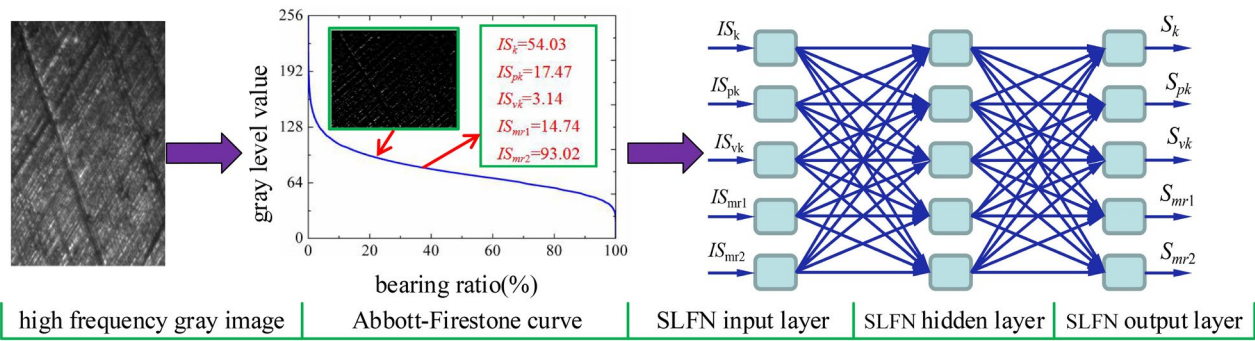 256
192
128
64
0
gray level value
ISk=54.03
ISpk=17.47
ISvk=3.14
ISmr1=14.74
ISmr2=93.02
0 20 40 60 80 100
bearing ratio(%)
ISk
ISpk
ISvk
ISmr1
ISmr2
Sk
Spk
Svk
Smr1
Smr2
high frequency gray image
Abbott-Firestone curve
SLFN input layer
SLFN hidden layer
SLFN output layer